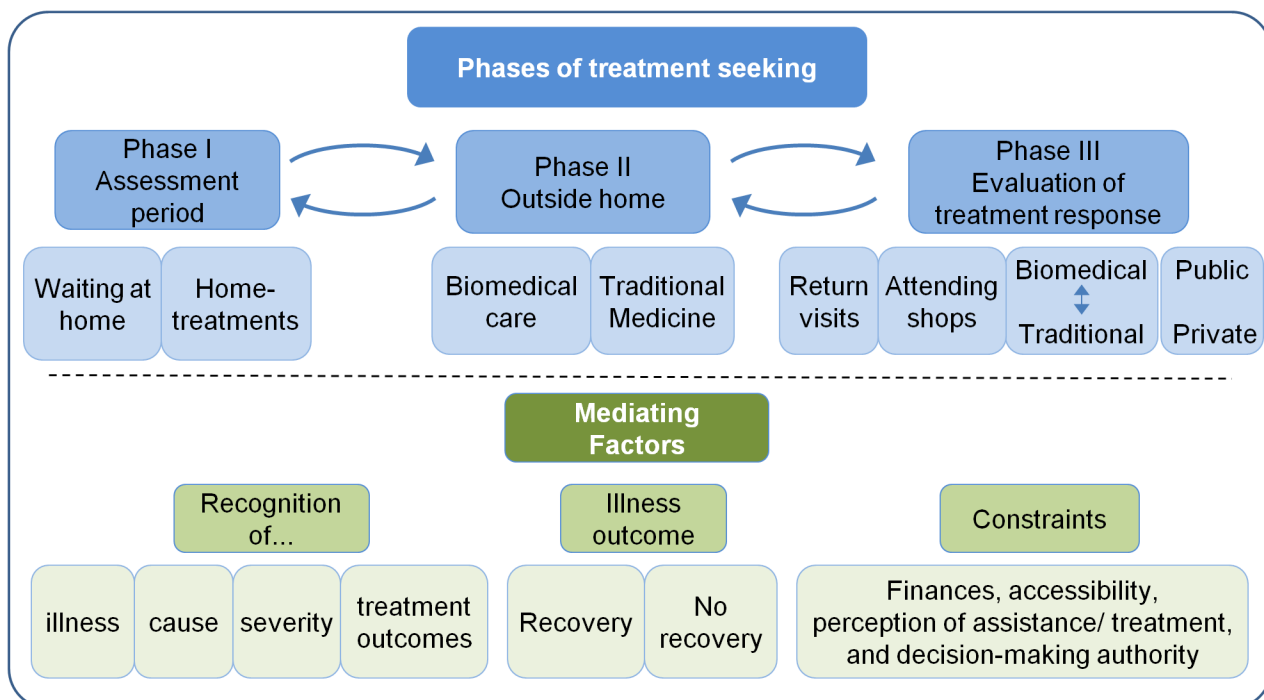 Phases of treatment seeking
Phase I
Assessment
period
Phase II
Outside home
Phase III
Evaluation of
treatment response
Waiting at
home
Home-
treatments
Biomedical
care
Traditional
Medicine
Return
visits
Attending
shops
Biomedical
Traditional
Public
Private
Mediating
Factors
Recognition
of...
illness
cause
severity
treatment
outcomes
Illness
outcome
Recovery
No
recovery
Constraints
Finances, accessibility,
perception of assistance/ treatment,
and decision-making authority